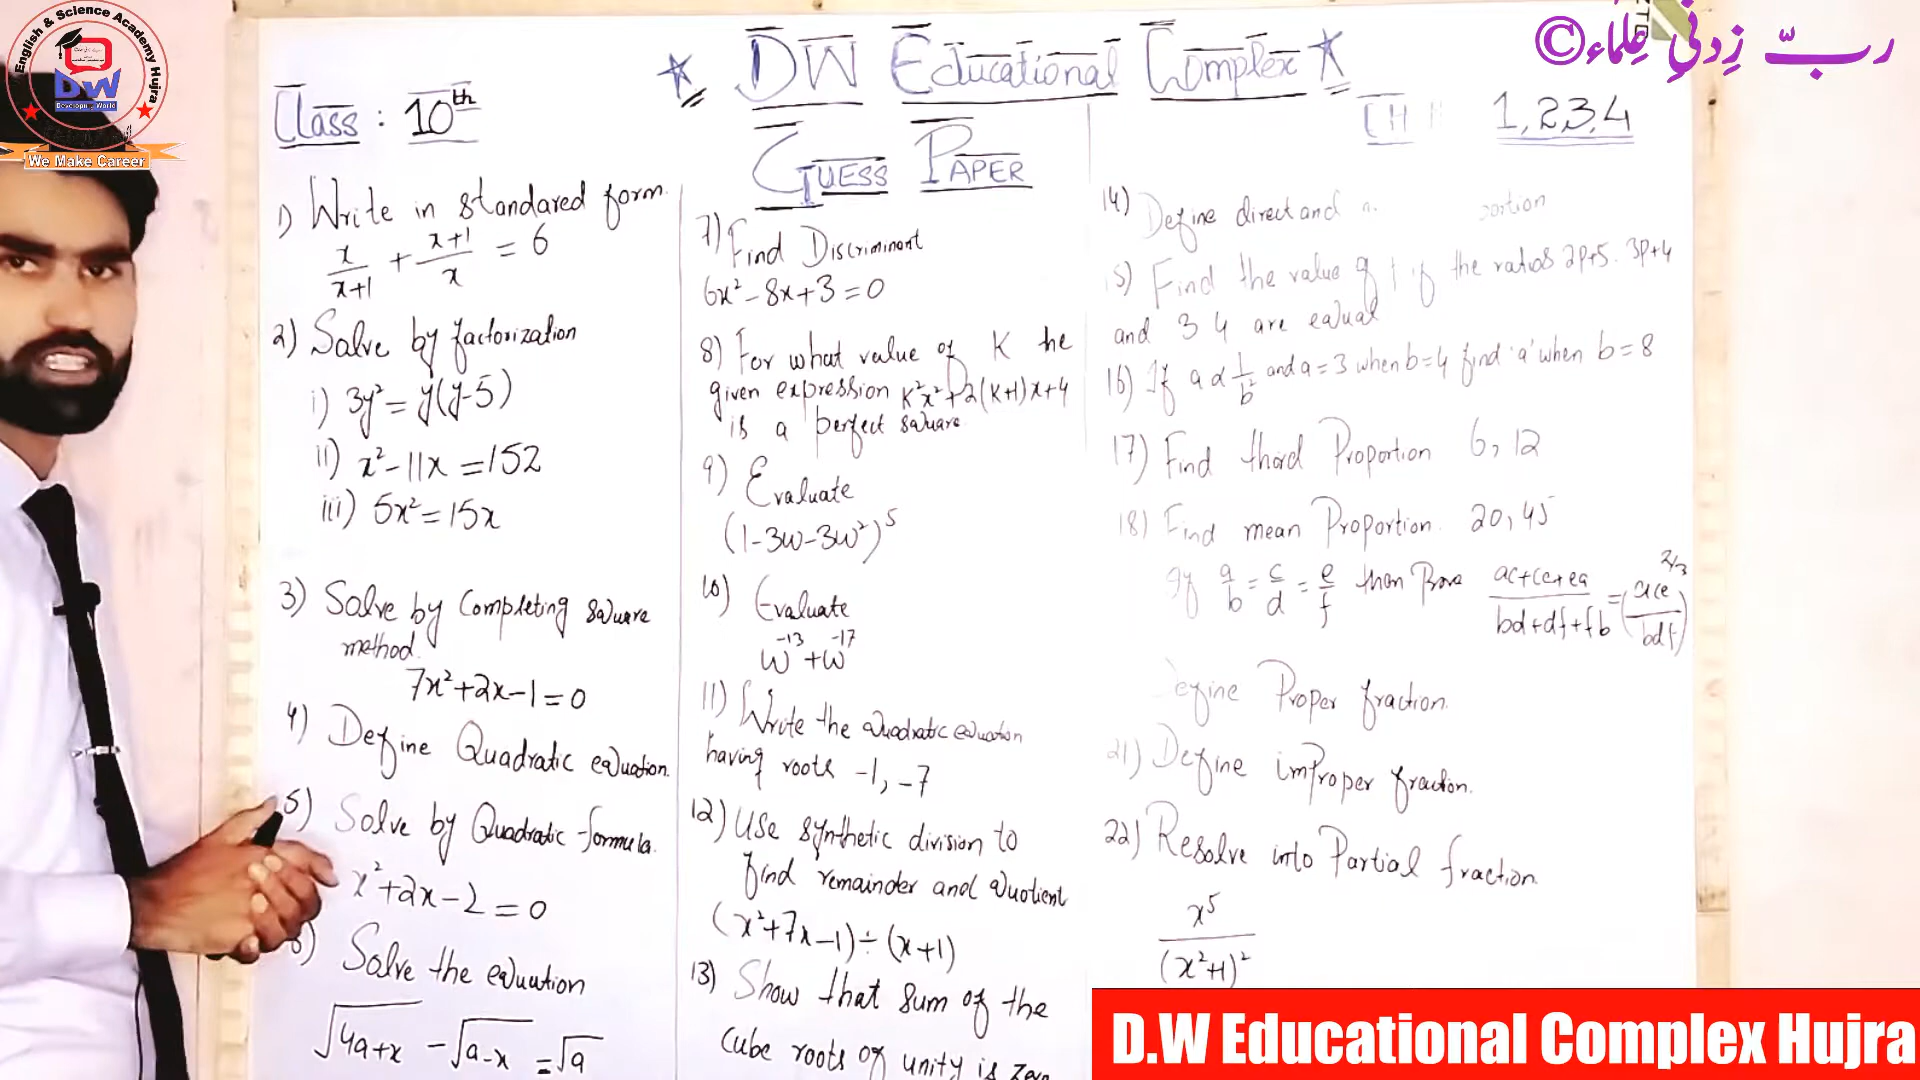 English & Science Academy Hujra
DW
Developing World
We Make Career
©ربِّ زِدنیِ عِلمَاء
Class : 10th
DW Educational Complex
Guess Paper
CH 1,2,3,4
1) Write in standared form.
x/x+1 + x+1/x = 6
2) Solve by factorization
i) 3y² = y(y-5)
ii) x² - 11x = 152
iii) 5x² = 15x
3) Solve by Completing square
method.
7x² + 2x - 1 = 0
4) Define Quadratic equation.
5) Solve by Quadratic formula.
x² + 2x - 2 = 0
6) Solve the equation
√4a+x - √a-x = √a
7) Find Discriminant
6x² - 8x + 3 = 0
8) For what value of K he
given expression K²x² + 2(K+1)x + 4
is a perfect square.
9) Evaluate
(1-3w-3w²)⁵
10) Evaluate
w⁻¹³ + w⁻¹⁷
11) Write the Quadratic equation
having roots -1, -7
12) Use synthetic division to
find remainder and Quotient
(x²+7x-1) ÷ (x+1)
13) Show that sum of the
cube roots of unity is
14) Define direct and
15) Find the value of if the ratios 2p+5. 3p+4
and 3 4 are equal
16) If a ∝ 1/b² and a = 3 when b = 4 find 'a' when b = 8
17) Find third Proportion 6, 12
18) Find mean Proportion. 20, 45
If a/b = c/d = e/f then Prove ac+ce+ea/bd+df+fb = (ace/bdf)^2/3
Define Proper fraction.
21) Define improper fraction.
22) Resolve into Partial fraction.
x⁵/(x²+1)²
D.W Educational Complex Hujra